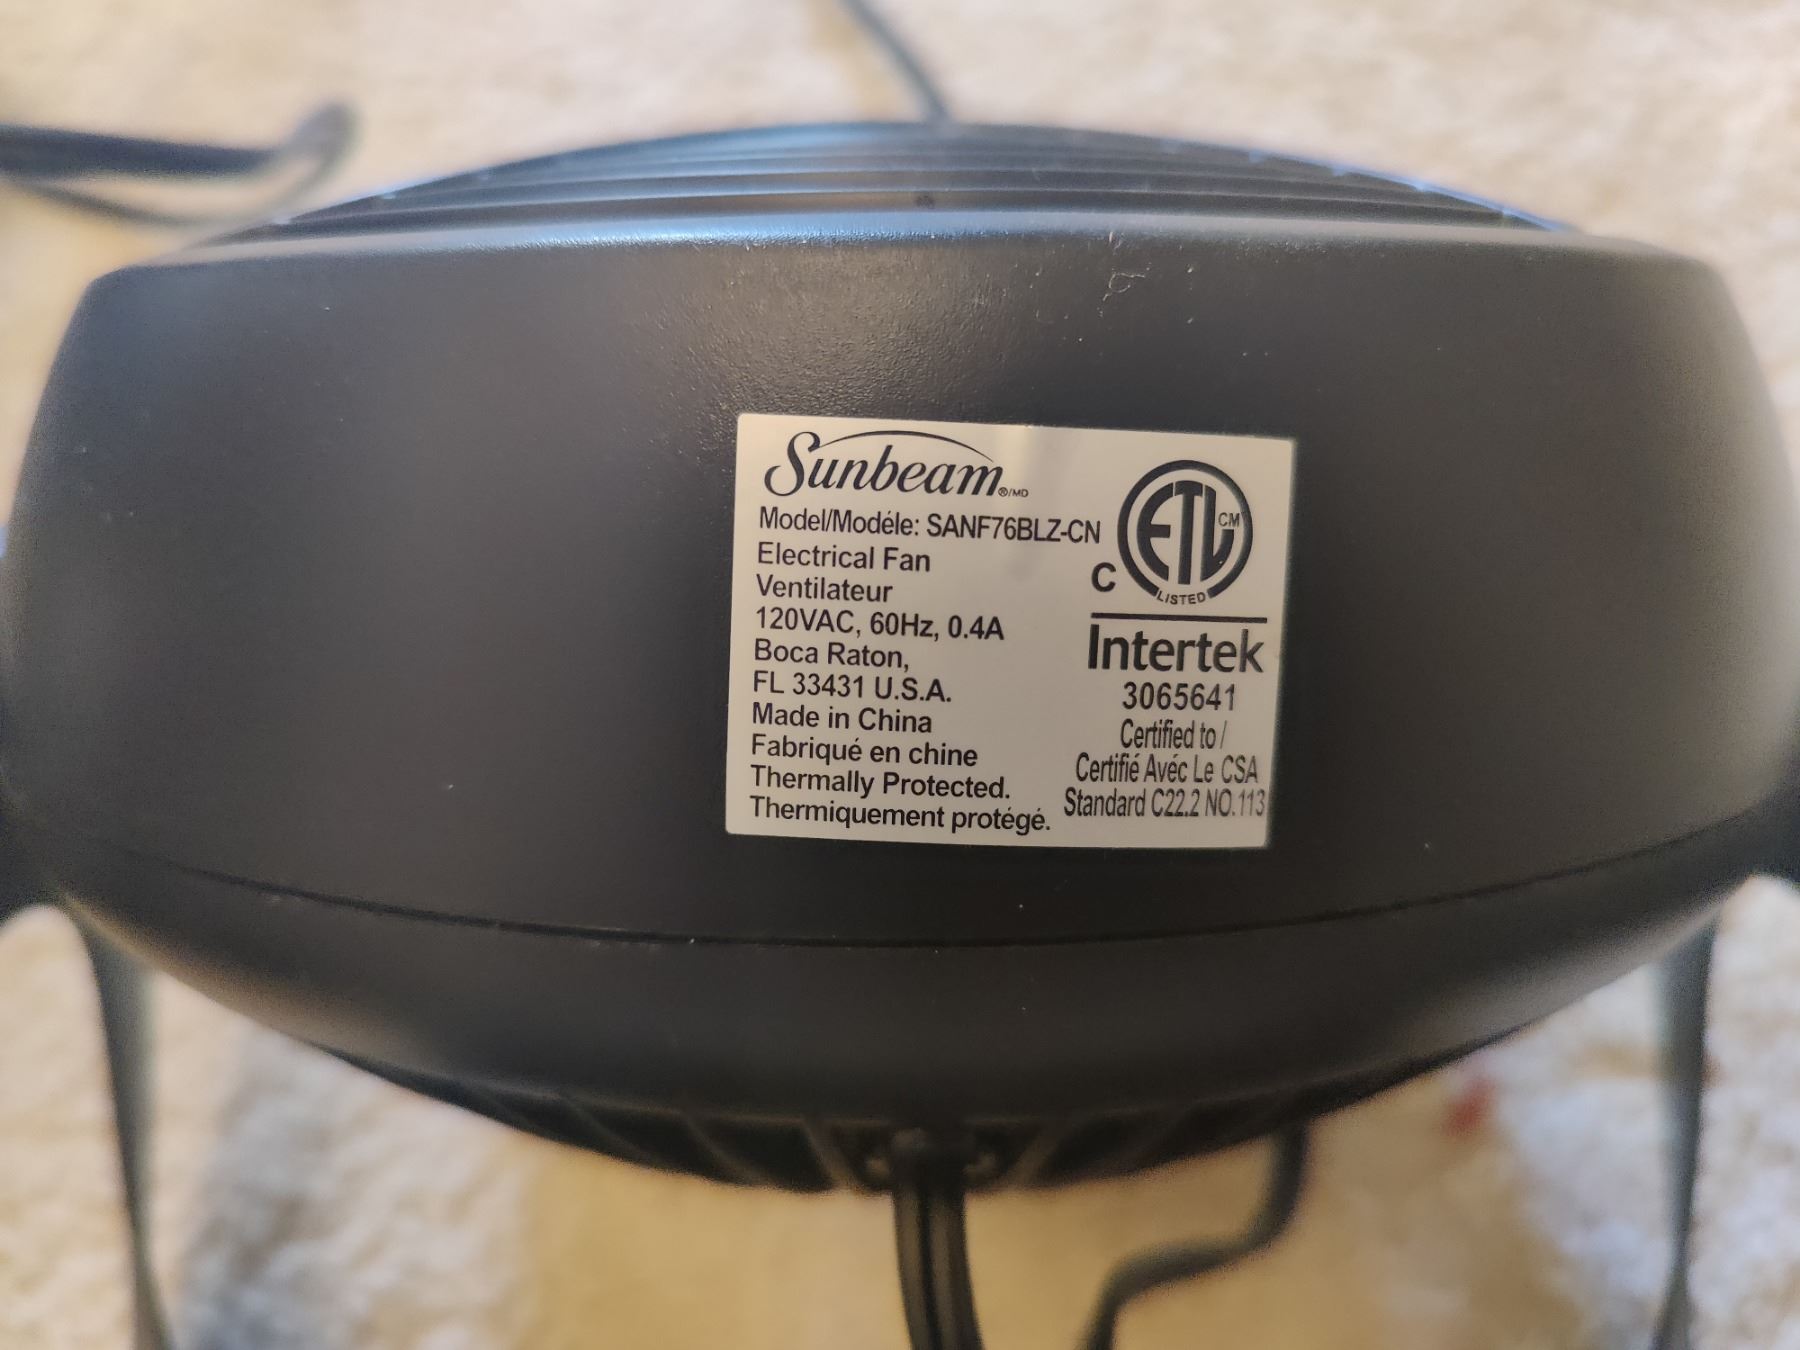 Sunbeam®/MD
Model/Modéle: SANF76BLZ-CN
Electrical Fan
Ventilateur
120VAC, 60Hz, 0.4A
Boca Raton,
FL 33431 U.S.A.
Made in China
Fabriqué en chine
Thermally Protected.
Thermiquement protégé.
ETL CM
C
LISTED
Intertek
3065641
Certified to /
Certifié Avéc Le CSA
Standard C22.2 NO.113